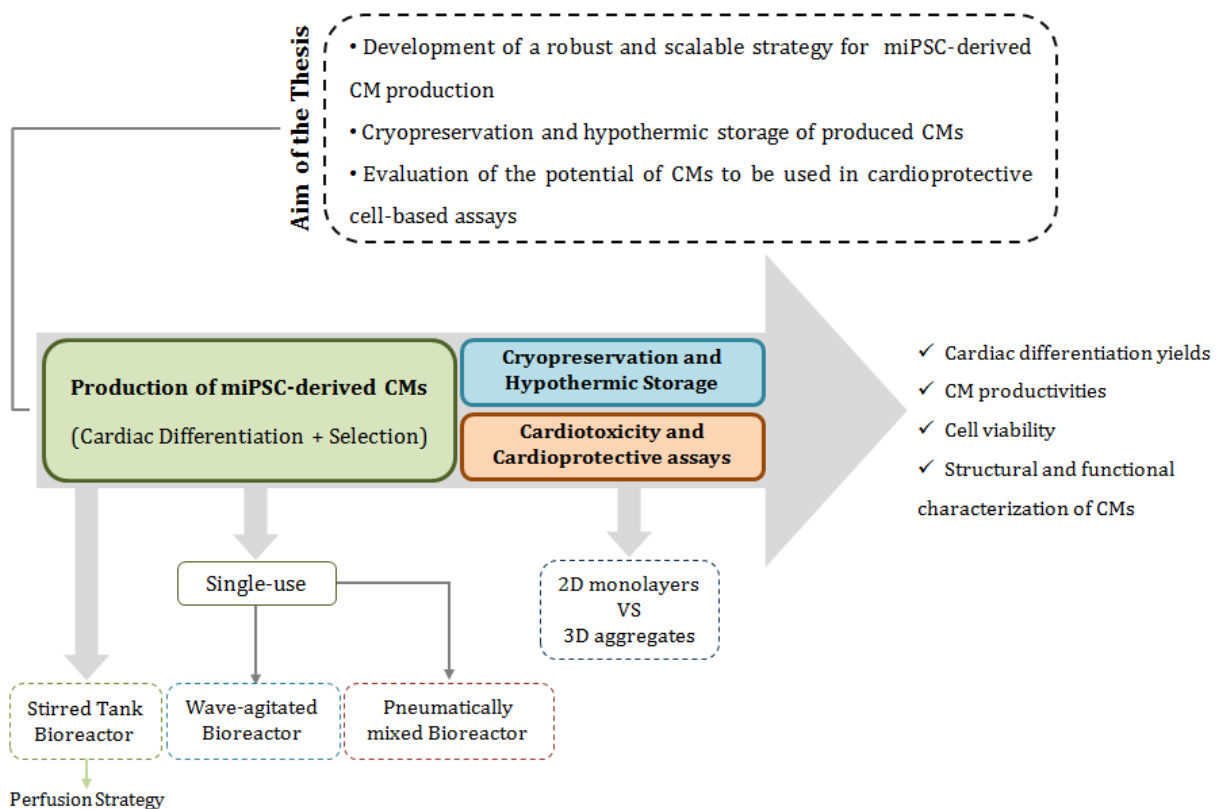 Aim of the Thesis
• Development of a robust and scalable strategy for miPSC-derived
CM production
• Cryopreservation and hypothermic storage of produced CMs
• Evaluation of the potential of CMs to be used in cardioprotective
cell-based assays
Production of miPSC-derived CMs
(Cardiac Differentiation + Selection)
Cryopreservation and
Hypothermic Storage
Cardiotoxicity and
Cardioprotective assays
✓ Cardiac differentiation yields
✓ CM productivities
✓ Cell viability
✓ Structural and functional
characterization of CMs
Single-use
2D monolayers
VS
3D aggregates
Stirred Tank
Bioreactor
Wave-agitated
Bioreactor
Pneumatically
mixed Bioreactor
Perfusion Strategy